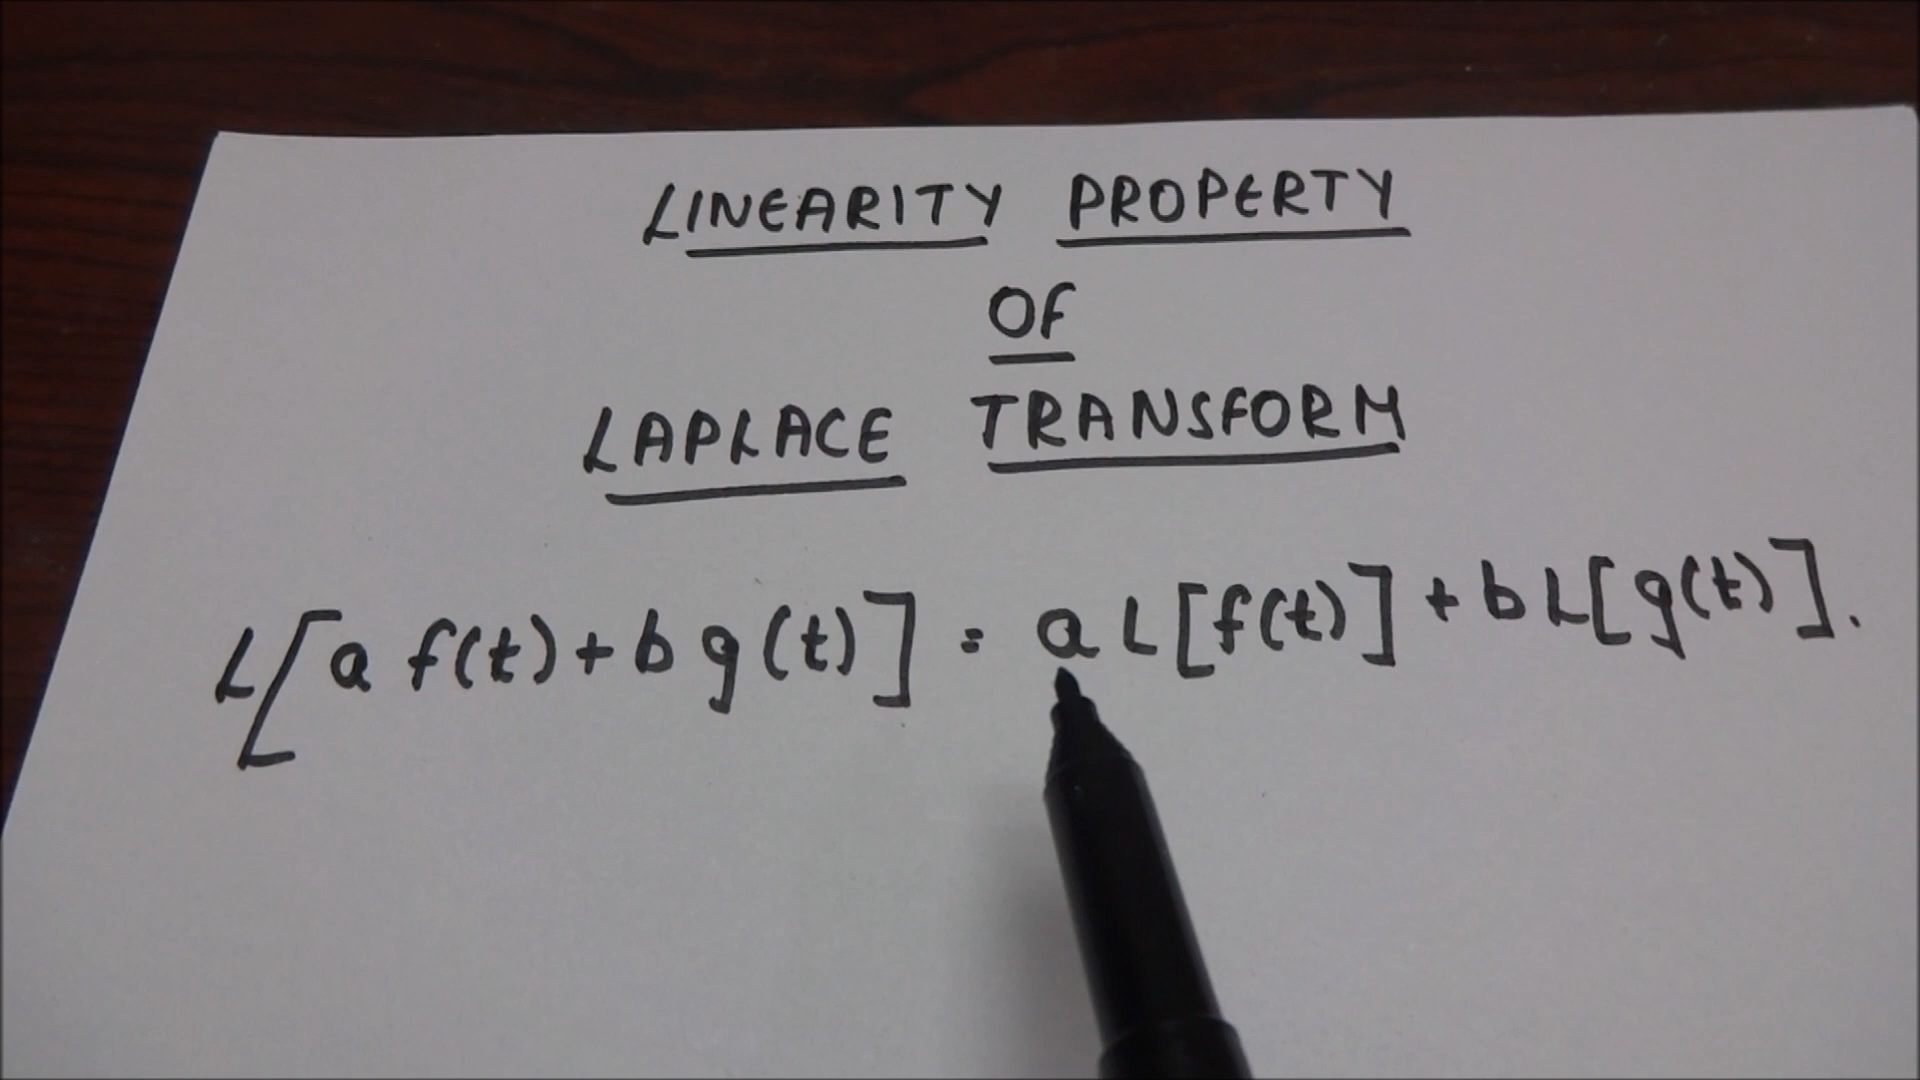 LINEARITY PROPERTY
OF
LAPLACE TRANSFORM
L[a f(t)+b g(t)] = a L[f(t)] + b L[g(t)].